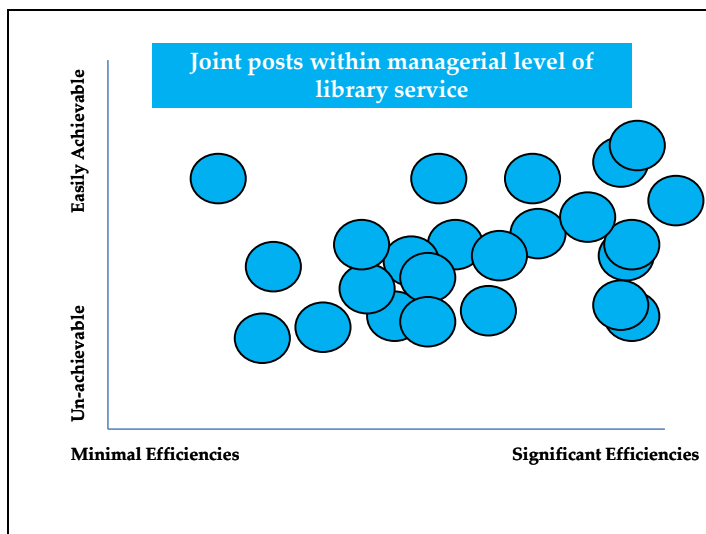 Joint posts within managerial level of
library service
Easily Achievable
Un-achievable
Minimal Efficiencies
Significant Efficiencies